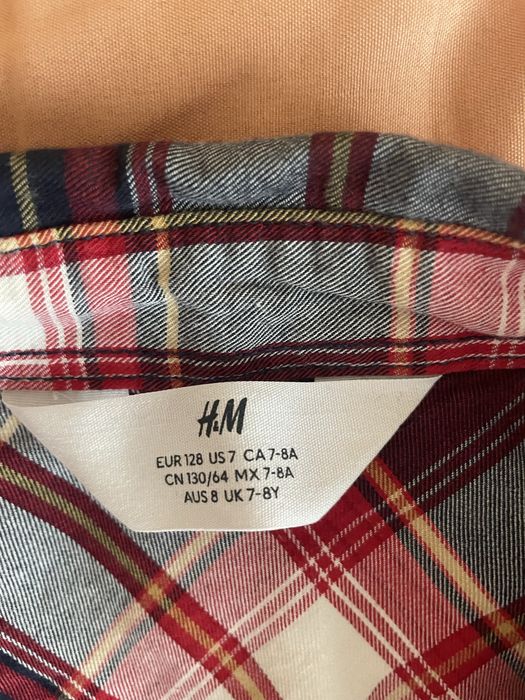 H&M
EUR 128 US 7 CA 7-8A
CN 130/64 MX 7-8A
AUS 8 UK 7-8Y